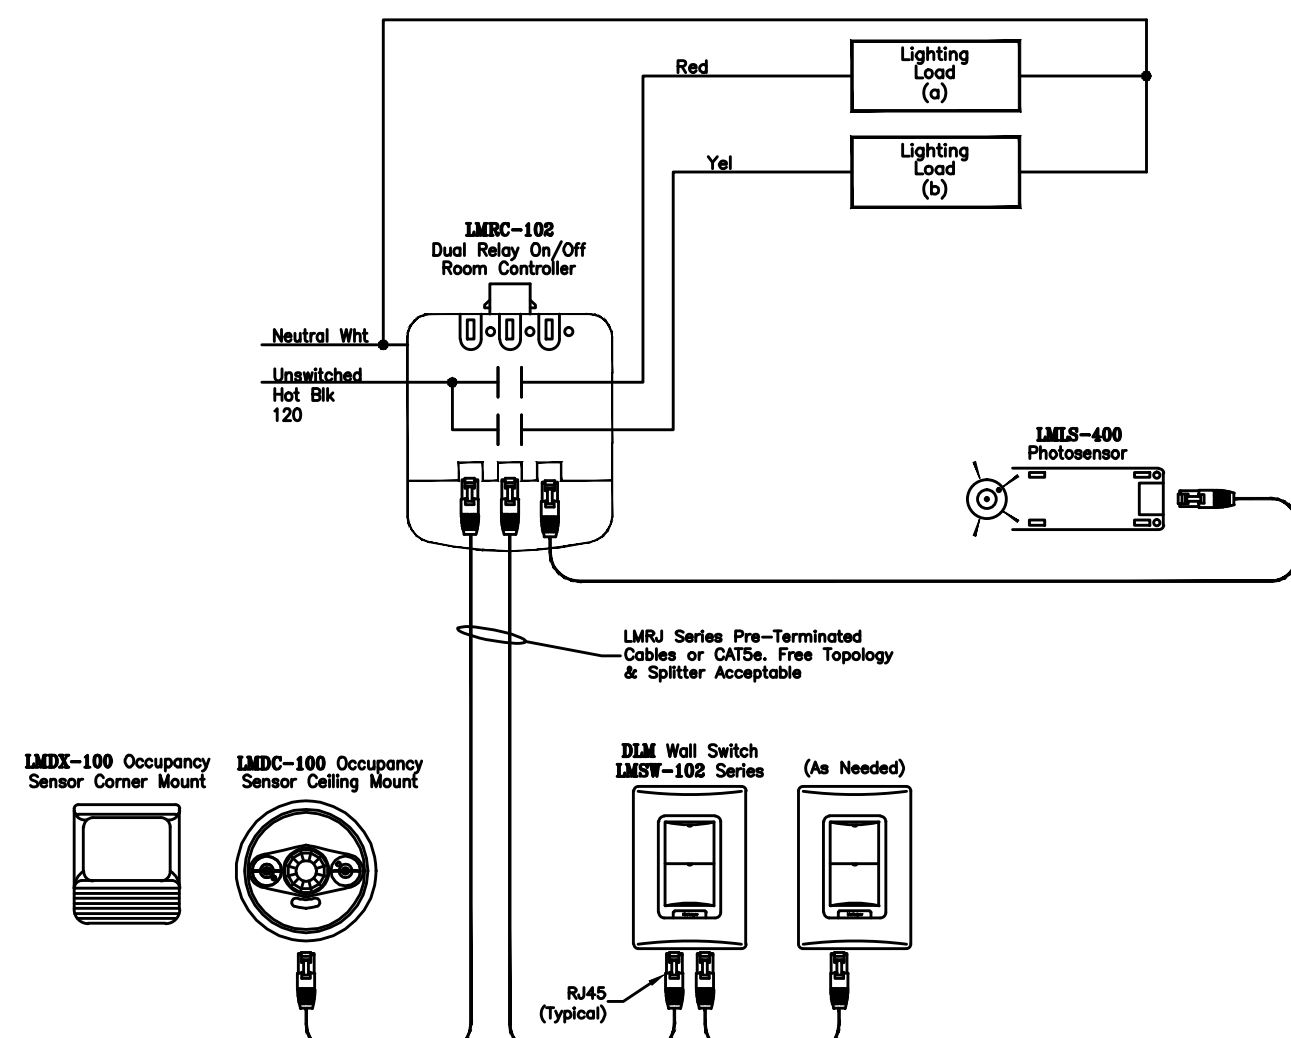 Red
Lighting
Load
(a)
Yel
Lighting
Load
(b)
LMRC-102
Dual Relay On/Off
Room Controller
Neutral Wht
Unswitched
Hot Blk
120
LMLS-400
Photosensor
LMRJ Series Pre-Terminated
Cables or CAT5e. Free Topology
& Splitter Acceptable
LMDX-100 Occupancy
Sensor Corner Mount
LMDC-100 Occupancy
Sensor Ceiling Mount
DLM Wall Switch
LMSW-102 Series
(As Needed)
RJ45
(Typical)